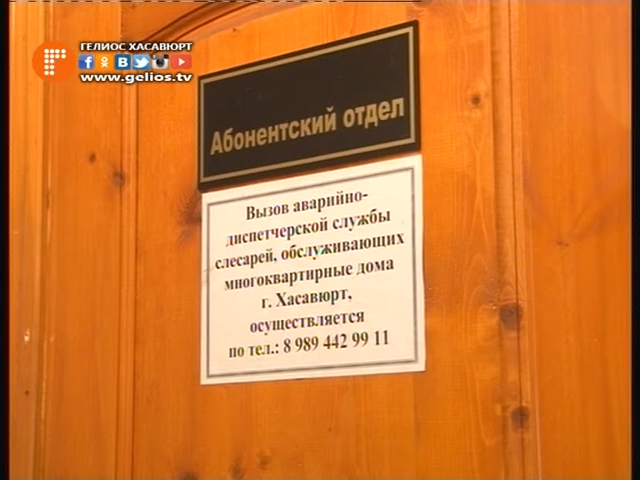 ГЕЛИОС ХАСАВЮРТ
www.gelios.tv
Абонентский отдел
Вызов аварийно-
диспетчерской службы
слесарей, обслуживающих
многоквартирные дома
г. Хасавюрт,
осуществляется
по тел.: 8 989 442 99 11